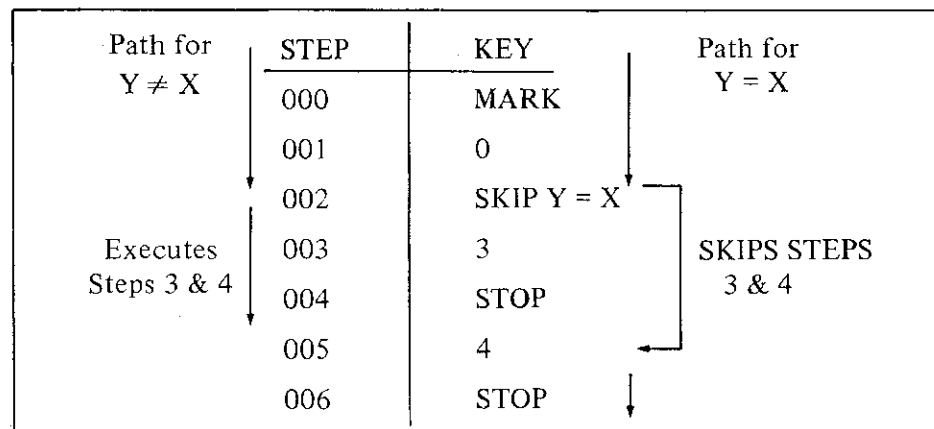 Path for
Y ≠ X
STEP KEY
Path for
Y = X
000 MARK
001 0
002 SKIP Y = X
003 3
004 STOP
005 4
006 STOP
Executes
Steps 3 & 4
SKIPS STEPS
3 & 4